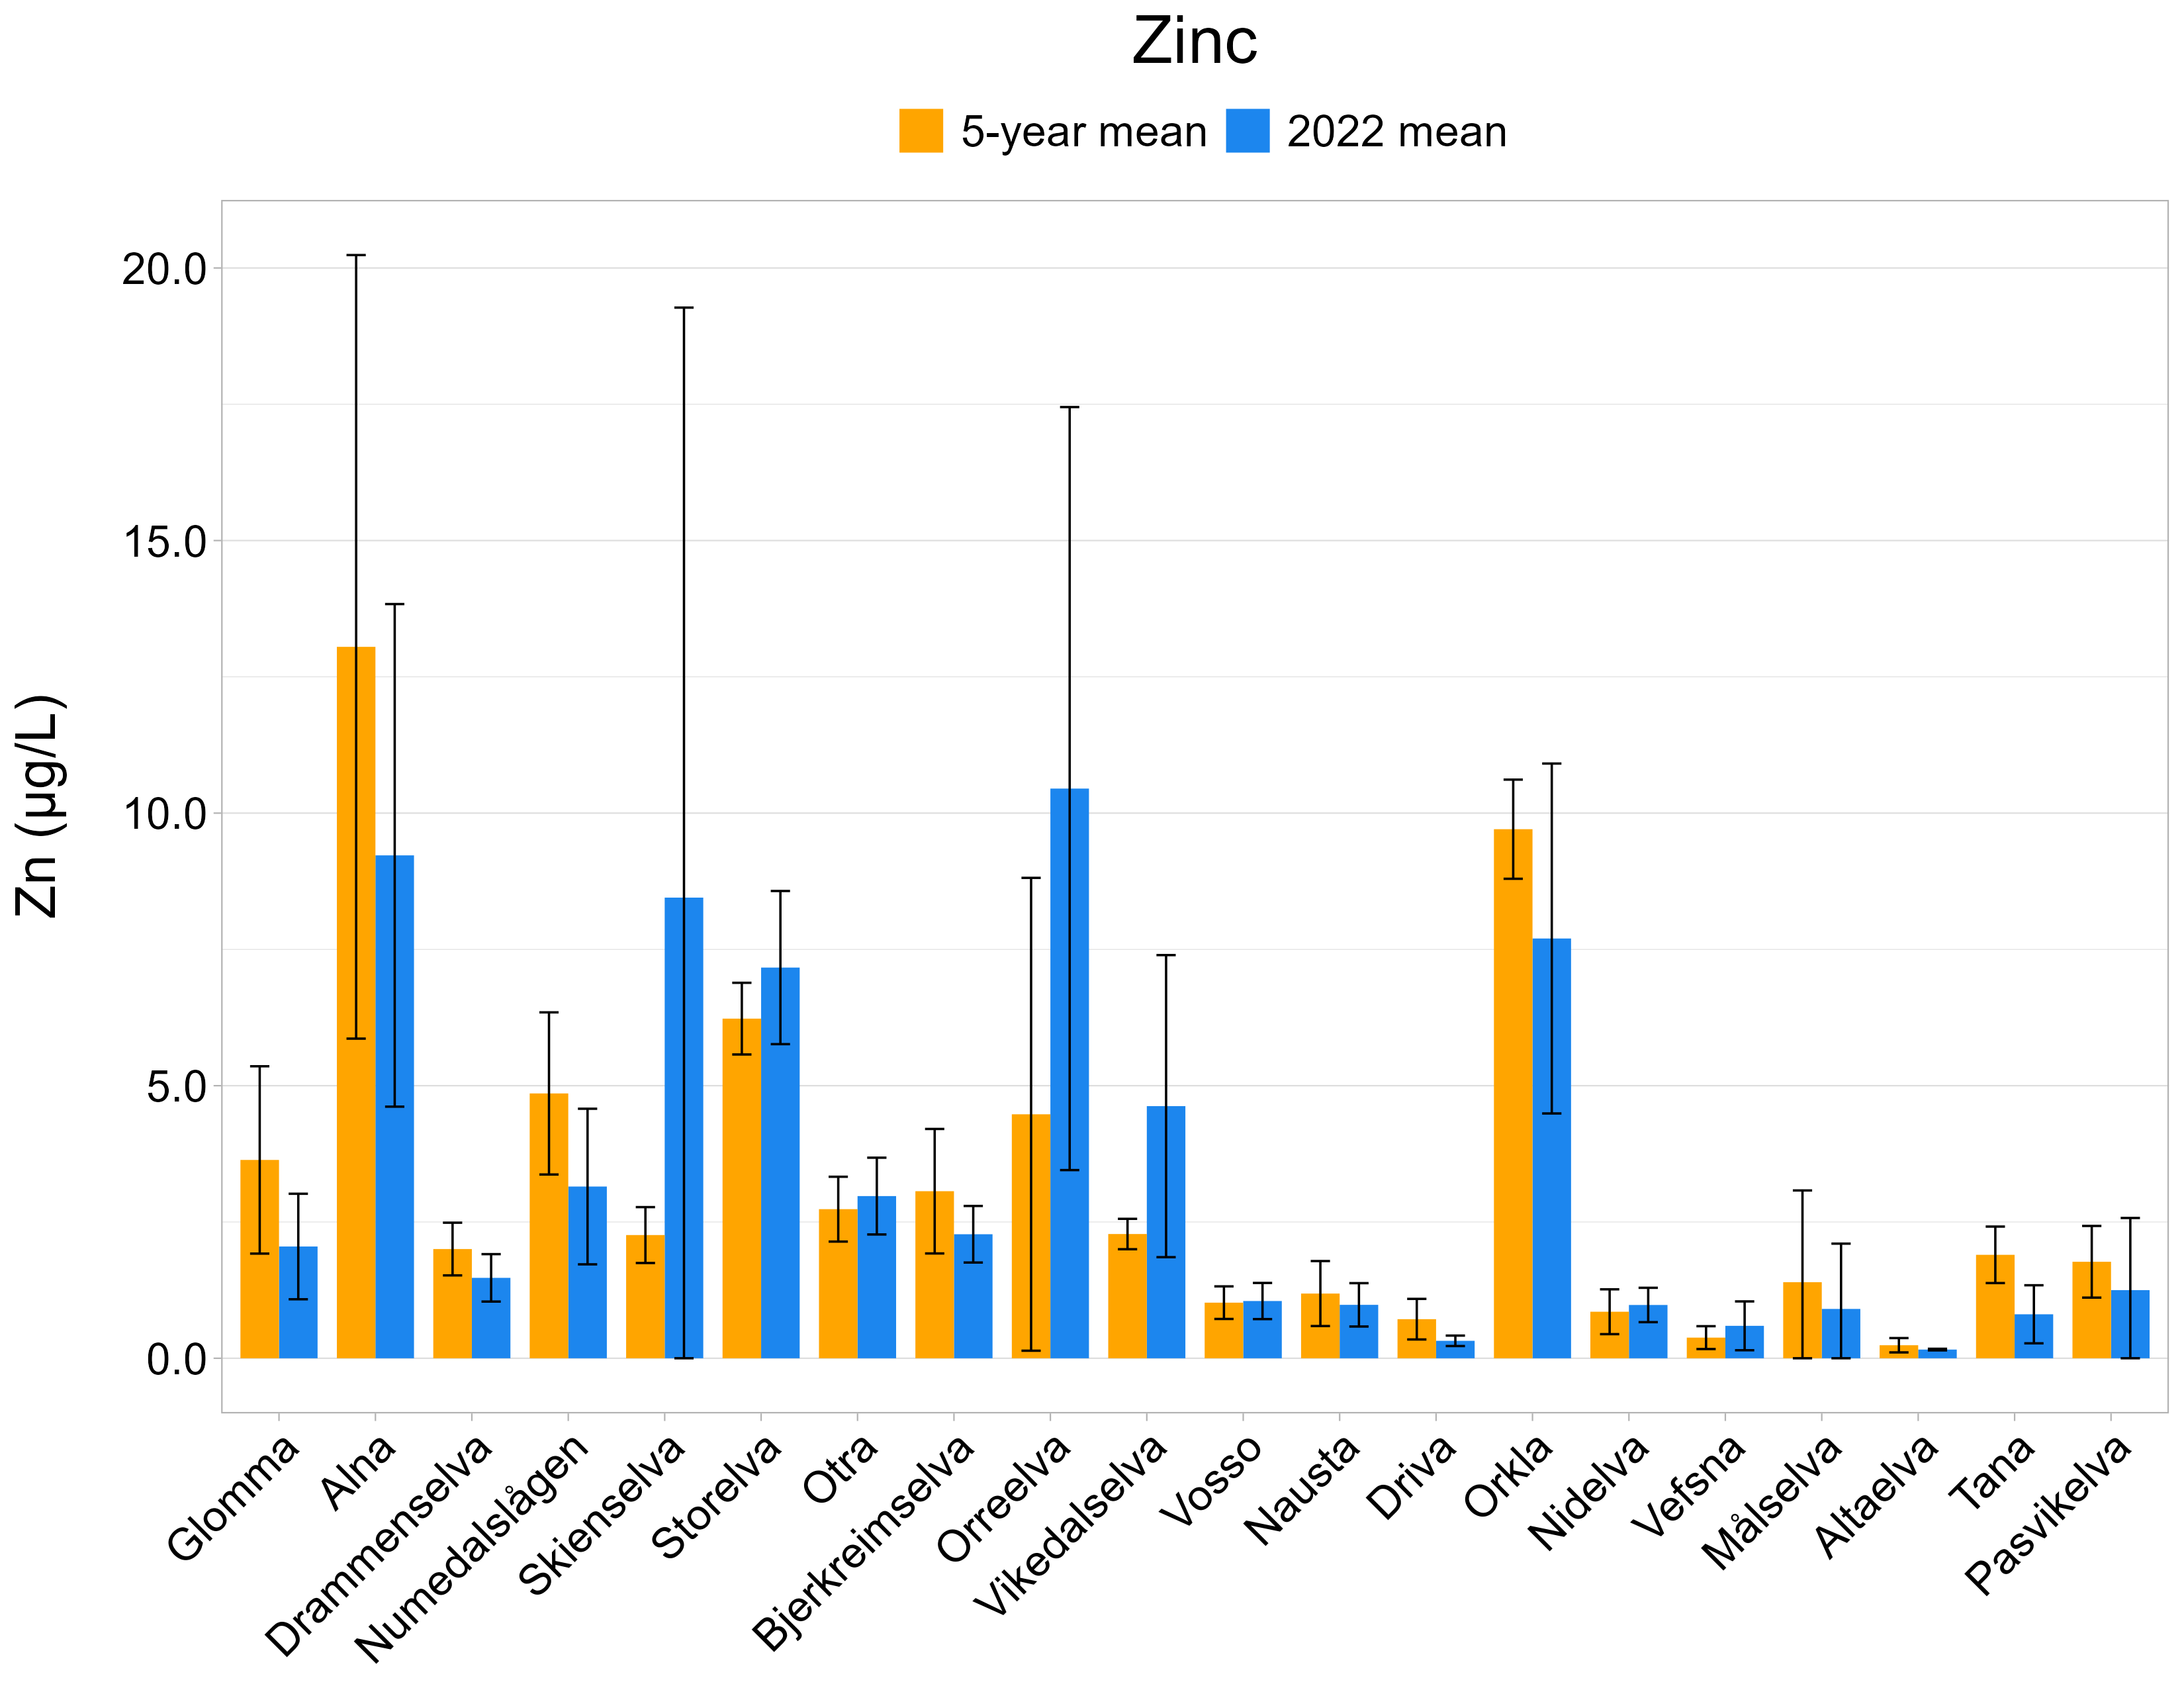 Zinc
5-year mean 2022 mean
Zn (µg/L)
20.0
15.0
10.0
5.0
0.0
Glomma
Alna
Drammenselva
Numedalslågen
Skienselva
Storelva
Otra
Bjerkreimselva
Orreelva
Vikedalselva
Vosso
Nausta
Driva
Orkla
Nidelva
Vefsna
Målselva
Altaelva
Tana
Pasvikelva